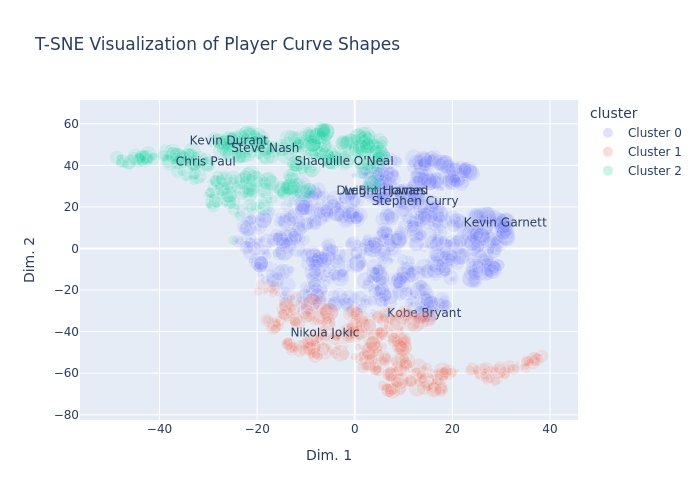 T-SNE Visualization of Player Curve Shapes
cluster
Cluster 0
Cluster 1
Cluster 2
Dim. 2
60
40
20
0
−20
−40
−60
−80
Kevin Durant
Steve Nash
Chris Paul
Shaquille O'Neal
Stephen Curry
Kevin Garnett
Kobe Bryant
Nikola Jokic
−40
−20
0
20
40
Dim. 1